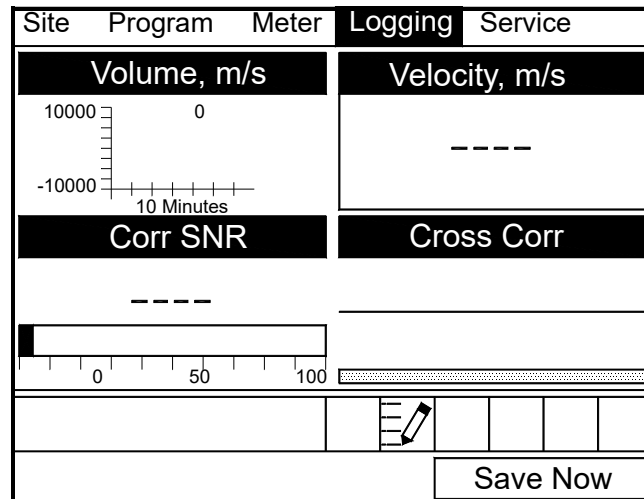 Site Program Meter Logging Service
Volume, m/s Velocity, m/s
10000 0
----
-10000
10 Minutes
Corr SNR Cross Corr
----
0 50 100
Save Now